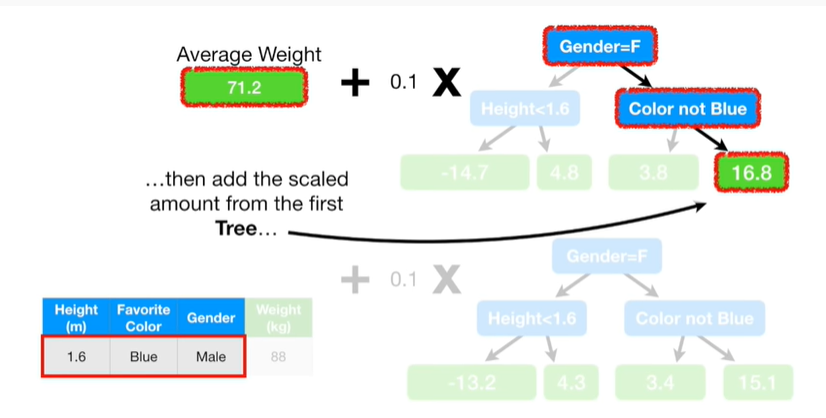 Average Weight
71.2
+ 0.1 X
Gender=F
Height<1.6
Color not Blue
-14.7
4.8
3.8
16.8
…then add the scaled
amount from the first
Tree…
+ 0.1 X
Gender=F
Height<1.6
Color not Blue
-13.2
4.3
3.4
15.1
Height (m) Favorite Color Gender Weight (kg)
1.6 Blue Male 88